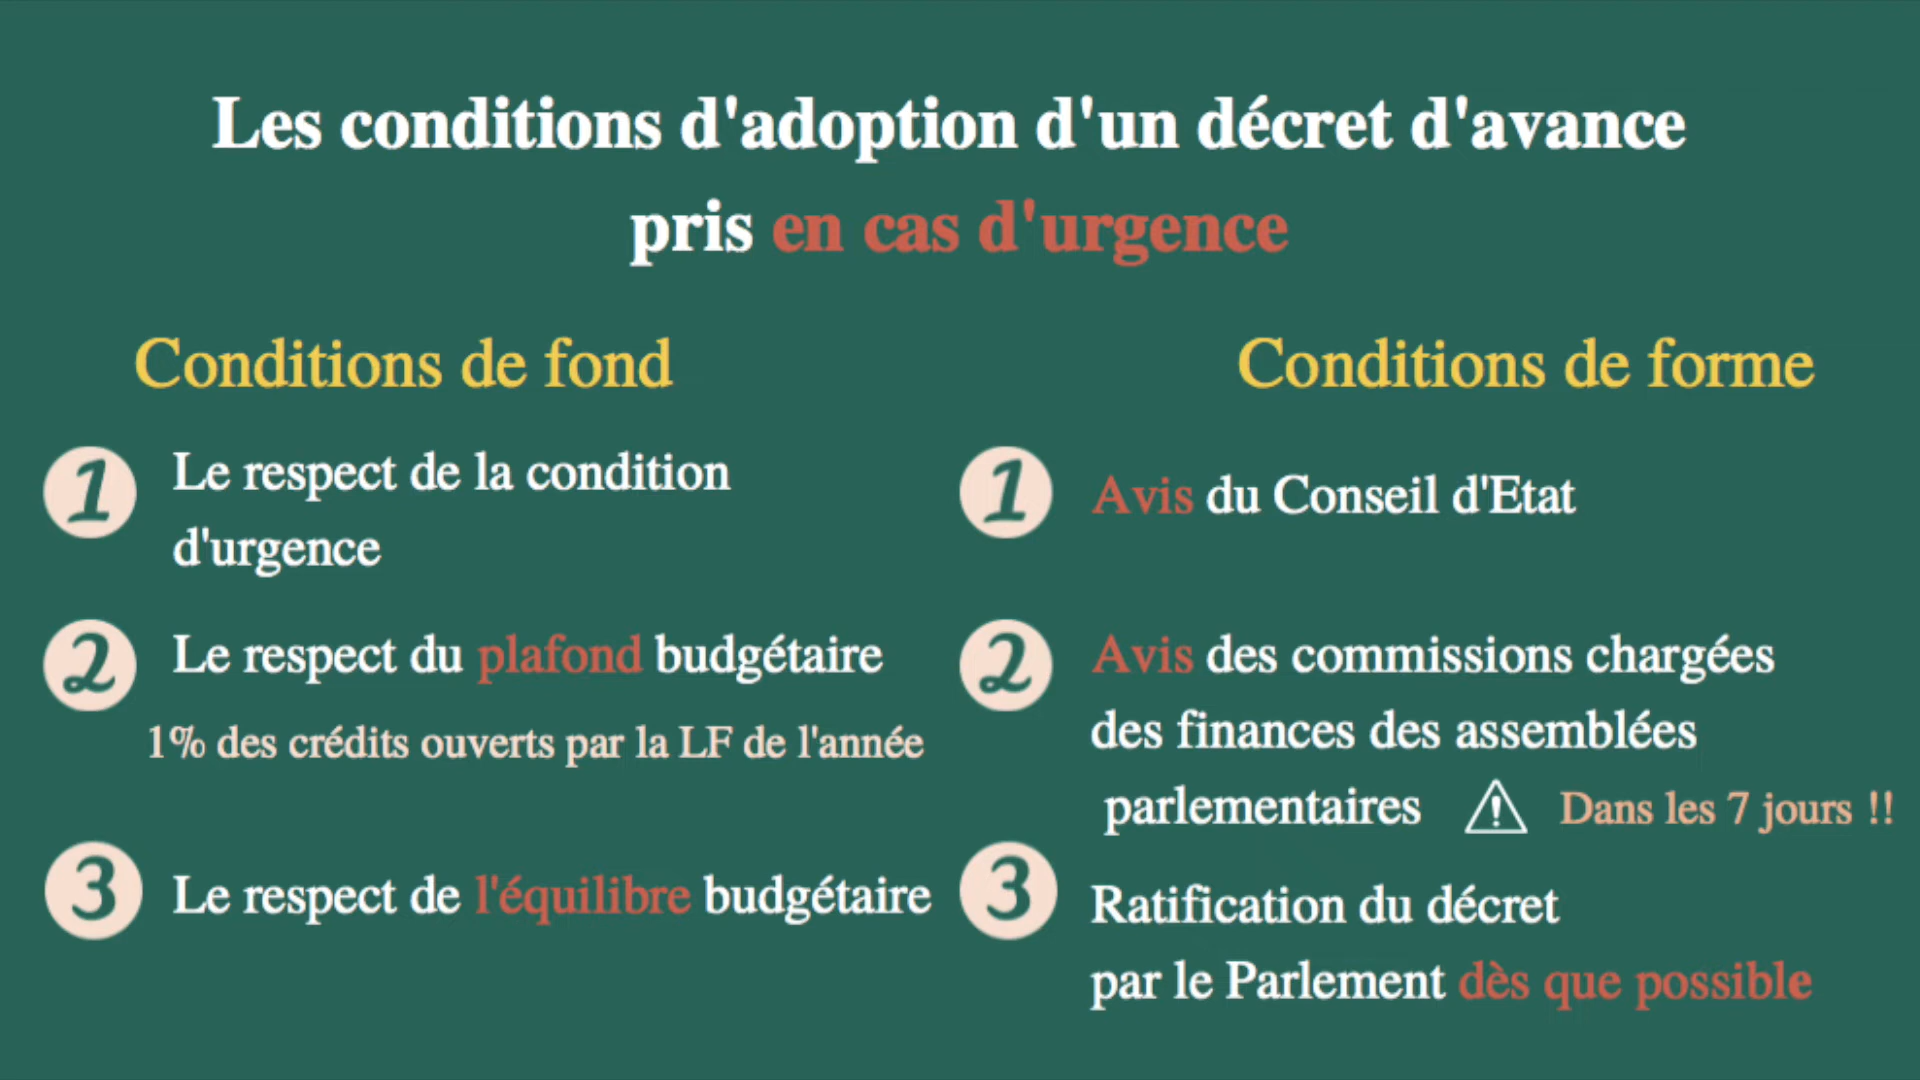 Les conditions d'adoption d'un décret d'avance
pris en cas d'urgence
Conditions de fond
1 Le respect de la condition
d'urgence
2 Le respect du plafond budgétaire
1% des crédits ouverts par la LF de l'année
3 Le respect de l'équilibre budgétaire
Conditions de forme
1 Avis du Conseil d'Etat
2 Avis des commissions chargées
des finances des assemblées
parlementaires ⚠ Dans les 7 jours !!
3 Ratification du décret
par le Parlement dès que possible